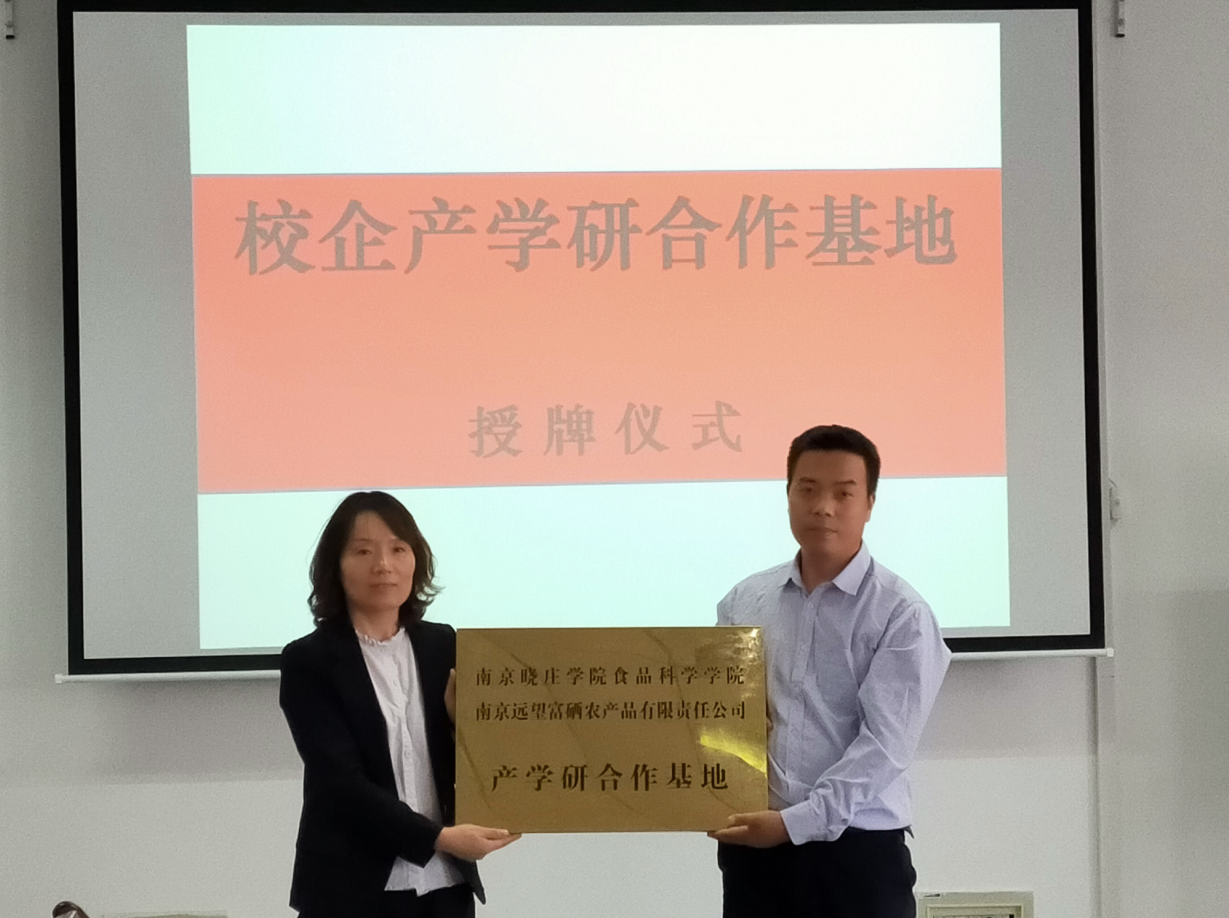 校企产学研合作基地
授牌仪式
南京晓庄学院食品科学学院
南京远望富硒农产品有限责任公司
产学研合作基地